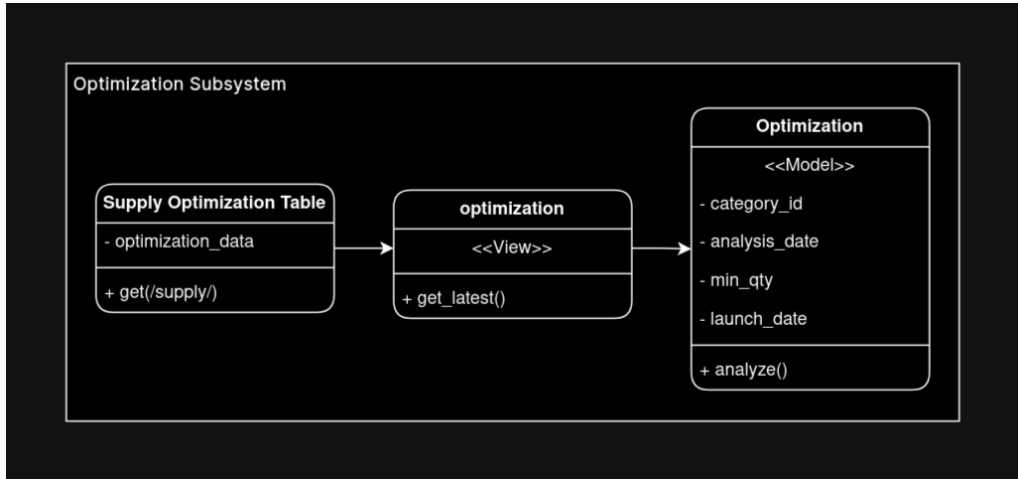 Optimization Subsystem
Supply Optimization Table
- optimization_data
+ get(/supply/)
optimization
<<View>>
+ get_latest()
Optimization
<<Model>>
- category_id
- analysis_date
- min_qty
- launch_date
+ analyze()